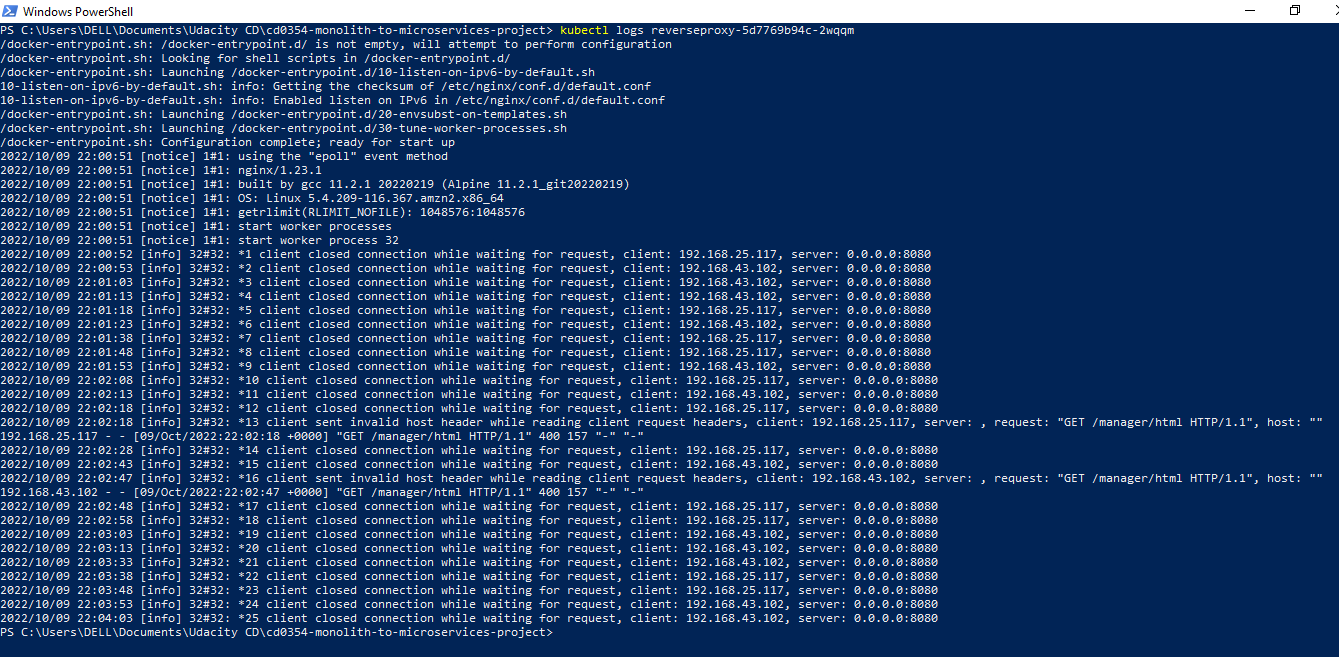 Windows PowerShell
PS C:\Users\DELL\Documents\Udacity CD\cd0354-monolith-to-microservices-project> kubectl logs reverseproxy-5d7769b94c-2wqqm
/docker-entrypoint.sh: /docker-entrypoint.d/ is not empty, will attempt to perform configuration
/docker-entrypoint.sh: Looking for shell scripts in /docker-entrypoint.d/
/docker-entrypoint.sh: Launching /docker-entrypoint.d/10-listen-on-ipv6-by-default.sh
10-listen-on-ipv6-by-default.sh: info: Getting the checksum of /etc/nginx/conf.d/default.conf
10-listen-on-ipv6-by-default.sh: info: Enabled listen on IPv6 in /etc/nginx/conf.d/default.conf
/docker-entrypoint.sh: Launching /docker-entrypoint.d/20-envsubst-on-templates.sh
/docker-entrypoint.sh: Launching /docker-entrypoint.d/30-tune-worker-processes.sh
/docker-entrypoint.sh: Configuration complete; ready for start up
2022/10/09 22:00:51 [notice] 1#1: using the "epoll" event method
2022/10/09 22:00:51 [notice] 1#1: nginx/1.23.1
2022/10/09 22:00:51 [notice] 1#1: built by gcc 11.2.1 20220219 (Alpine 11.2.1_git20220219)
2022/10/09 22:00:51 [notice] 1#1: OS: Linux 5.4.209-116.367.amzn2.x86_64
2022/10/09 22:00:51 [notice] 1#1: getrlimit(RLIMIT_NOFILE): 1048576:1048576
2022/10/09 22:00:51 [notice] 1#1: start worker processes
2022/10/09 22:00:51 [notice] 1#1: start worker process 32
2022/10/09 22:00:52 [info] 32#32: *1 client closed connection while waiting for request, client: 192.168.25.117, server: 0.0.0.0:8080
2022/10/09 22:00:53 [info] 32#32: *2 client closed connection while waiting for request, client: 192.168.43.102, server: 0.0.0.0:8080
2022/10/09 22:01:03 [info] 32#32: *3 client closed connection while waiting for request, client: 192.168.43.102, server: 0.0.0.0:8080
2022/10/09 22:01:13 [info] 32#32: *4 client closed connection while waiting for request, client: 192.168.43.102, server: 0.0.0.0:8080
2022/10/09 22:01:18 [info] 32#32: *5 client closed connection while waiting for request, client: 192.168.25.117, server: 0.0.0.0:8080
2022/10/09 22:01:23 [info] 32#32: *6 client closed connection while waiting for request, client: 192.168.43.102, server: 0.0.0.0:8080
2022/10/09 22:01:38 [info] 32#32: *7 client closed connection while waiting for request, client: 192.168.25.117, server: 0.0.0.0:8080
2022/10/09 22:01:48 [info] 32#32: *8 client closed connection while waiting for request, client: 192.168.25.117, server: 0.0.0.0:8080
2022/10/09 22:01:53 [info] 32#32: *9 client closed connection while waiting for request, client: 192.168.43.102, server: 0.0.0.0:8080
2022/10/09 22:02:08 [info] 32#32: *10 client closed connection while waiting for request, client: 192.168.25.117, server: 0.0.0.0:8080
2022/10/09 22:02:13 [info] 32#32: *11 client closed connection while waiting for request, client: 192.168.43.102, server: 0.0.0.0:8080
2022/10/09 22:02:18 [info] 32#32: *12 client closed connection while waiting for request, client: 192.168.25.117, server: 0.0.0.0:8080
2022/10/09 22:02:18 [info] 32#32: *13 client sent invalid host header while reading client request headers, client: 192.168.25.117, server: , request: "GET /manager/html HTTP/1.1", host: ""
192.168.25.117 - - [09/Oct/2022:22:02:18 +0000] "GET /manager/html HTTP/1.1" 400 157 "-" "-"
2022/10/09 22:02:28 [info] 32#32: *14 client closed connection while waiting for request, client: 192.168.25.117, server: 0.0.0.0:8080
2022/10/09 22:02:43 [info] 32#32: *15 client closed connection while waiting for request, client: 192.168.43.102, server: 0.0.0.0:8080
2022/10/09 22:02:47 [info] 32#32: *16 client sent invalid host header while reading client request headers, client: 192.168.43.102, server: , request: "GET /manager/html HTTP/1.1", host: ""
192.168.43.102 - - [09/Oct/2022:22:02:47 +0000] "GET /manager/html HTTP/1.1" 400 157 "-" "-"
2022/10/09 22:02:48 [info] 32#32: *17 client closed connection while waiting for request, client: 192.168.25.117, server: 0.0.0.0:8080
2022/10/09 22:02:58 [info] 32#32: *18 client closed connection while waiting for request, client: 192.168.25.117, server: 0.0.0.0:8080
2022/10/09 22:03:03 [info] 32#32: *19 client closed connection while waiting for request, client: 192.168.43.102, server: 0.0.0.0:8080
2022/10/09 22:03:13 [info] 32#32: *20 client closed connection while waiting for request, client: 192.168.43.102, server: 0.0.0.0:8080
2022/10/09 22:03:33 [info] 32#32: *21 client closed connection while waiting for request, client: 192.168.43.102, server: 0.0.0.0:8080
2022/10/09 22:03:38 [info] 32#32: *22 client closed connection while waiting for request, client: 192.168.25.117, server: 0.0.0.0:8080
2022/10/09 22:03:48 [info] 32#32: *23 client closed connection while waiting for request, client: 192.168.25.117, server: 0.0.0.0:8080
2022/10/09 22:03:53 [info] 32#32: *24 client closed connection while waiting for request, client: 192.168.43.102, server: 0.0.0.0:8080
2022/10/09 22:04:03 [info] 32#32: *25 client closed connection while waiting for request, client: 192.168.43.102, server: 0.0.0.0:8080
PS C:\Users\DELL\Documents\Udacity CD\cd0354-monolith-to-microservices-project>